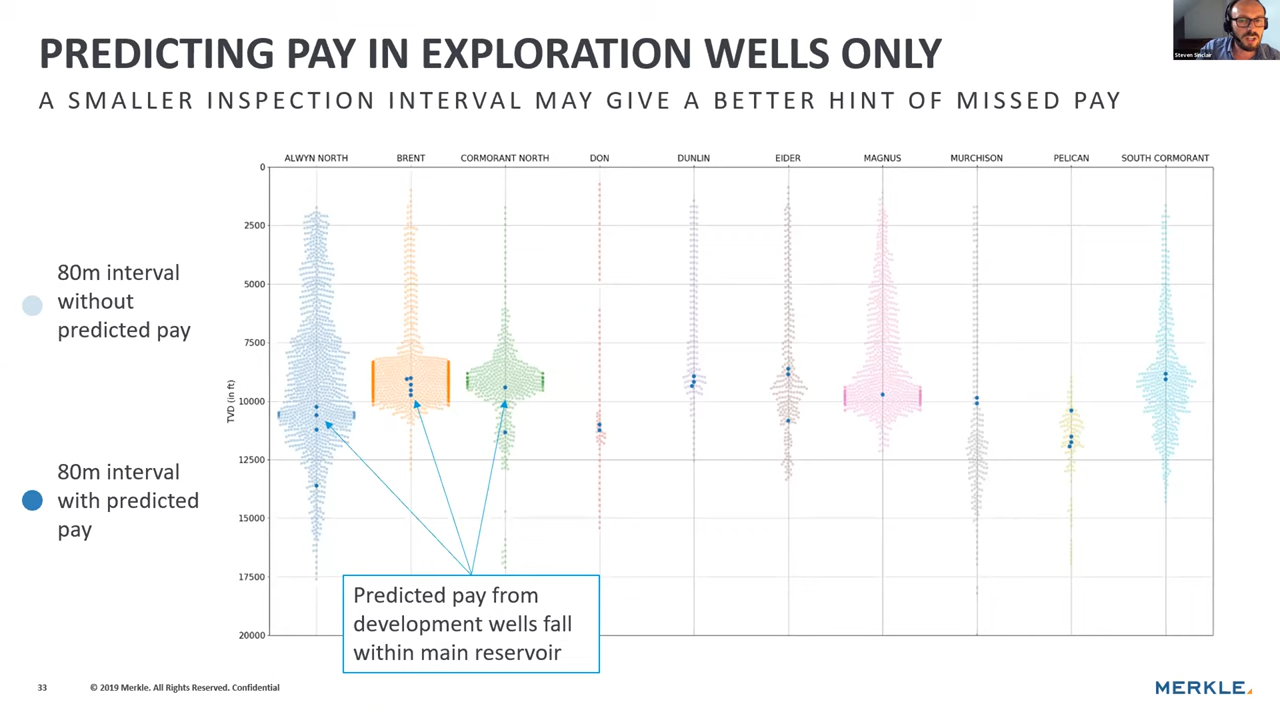 PREDICTING PAY IN EXPLORATION WELLS ONLY
A SMALLER INSPECTION INTERVAL MAY GIVE A BETTER HINT OF MISSED PAY
Steven Sinclair
ALWYN NORTH BRENT CORMORANT NORTH DON DUNLIN EIDER MAGNUS MURCHISON PELICAN SOUTH CORMORANT
0
2500
5000
7500
10000
12500
15000
17500
20000
TVD (in ft)
80m interval
without
predicted pay
80m interval
with predicted
pay
Predicted pay from
development wells fall
within main reservoir
33 © 2019 Merkle. All Rights Reserved. Confidential
MERKLE